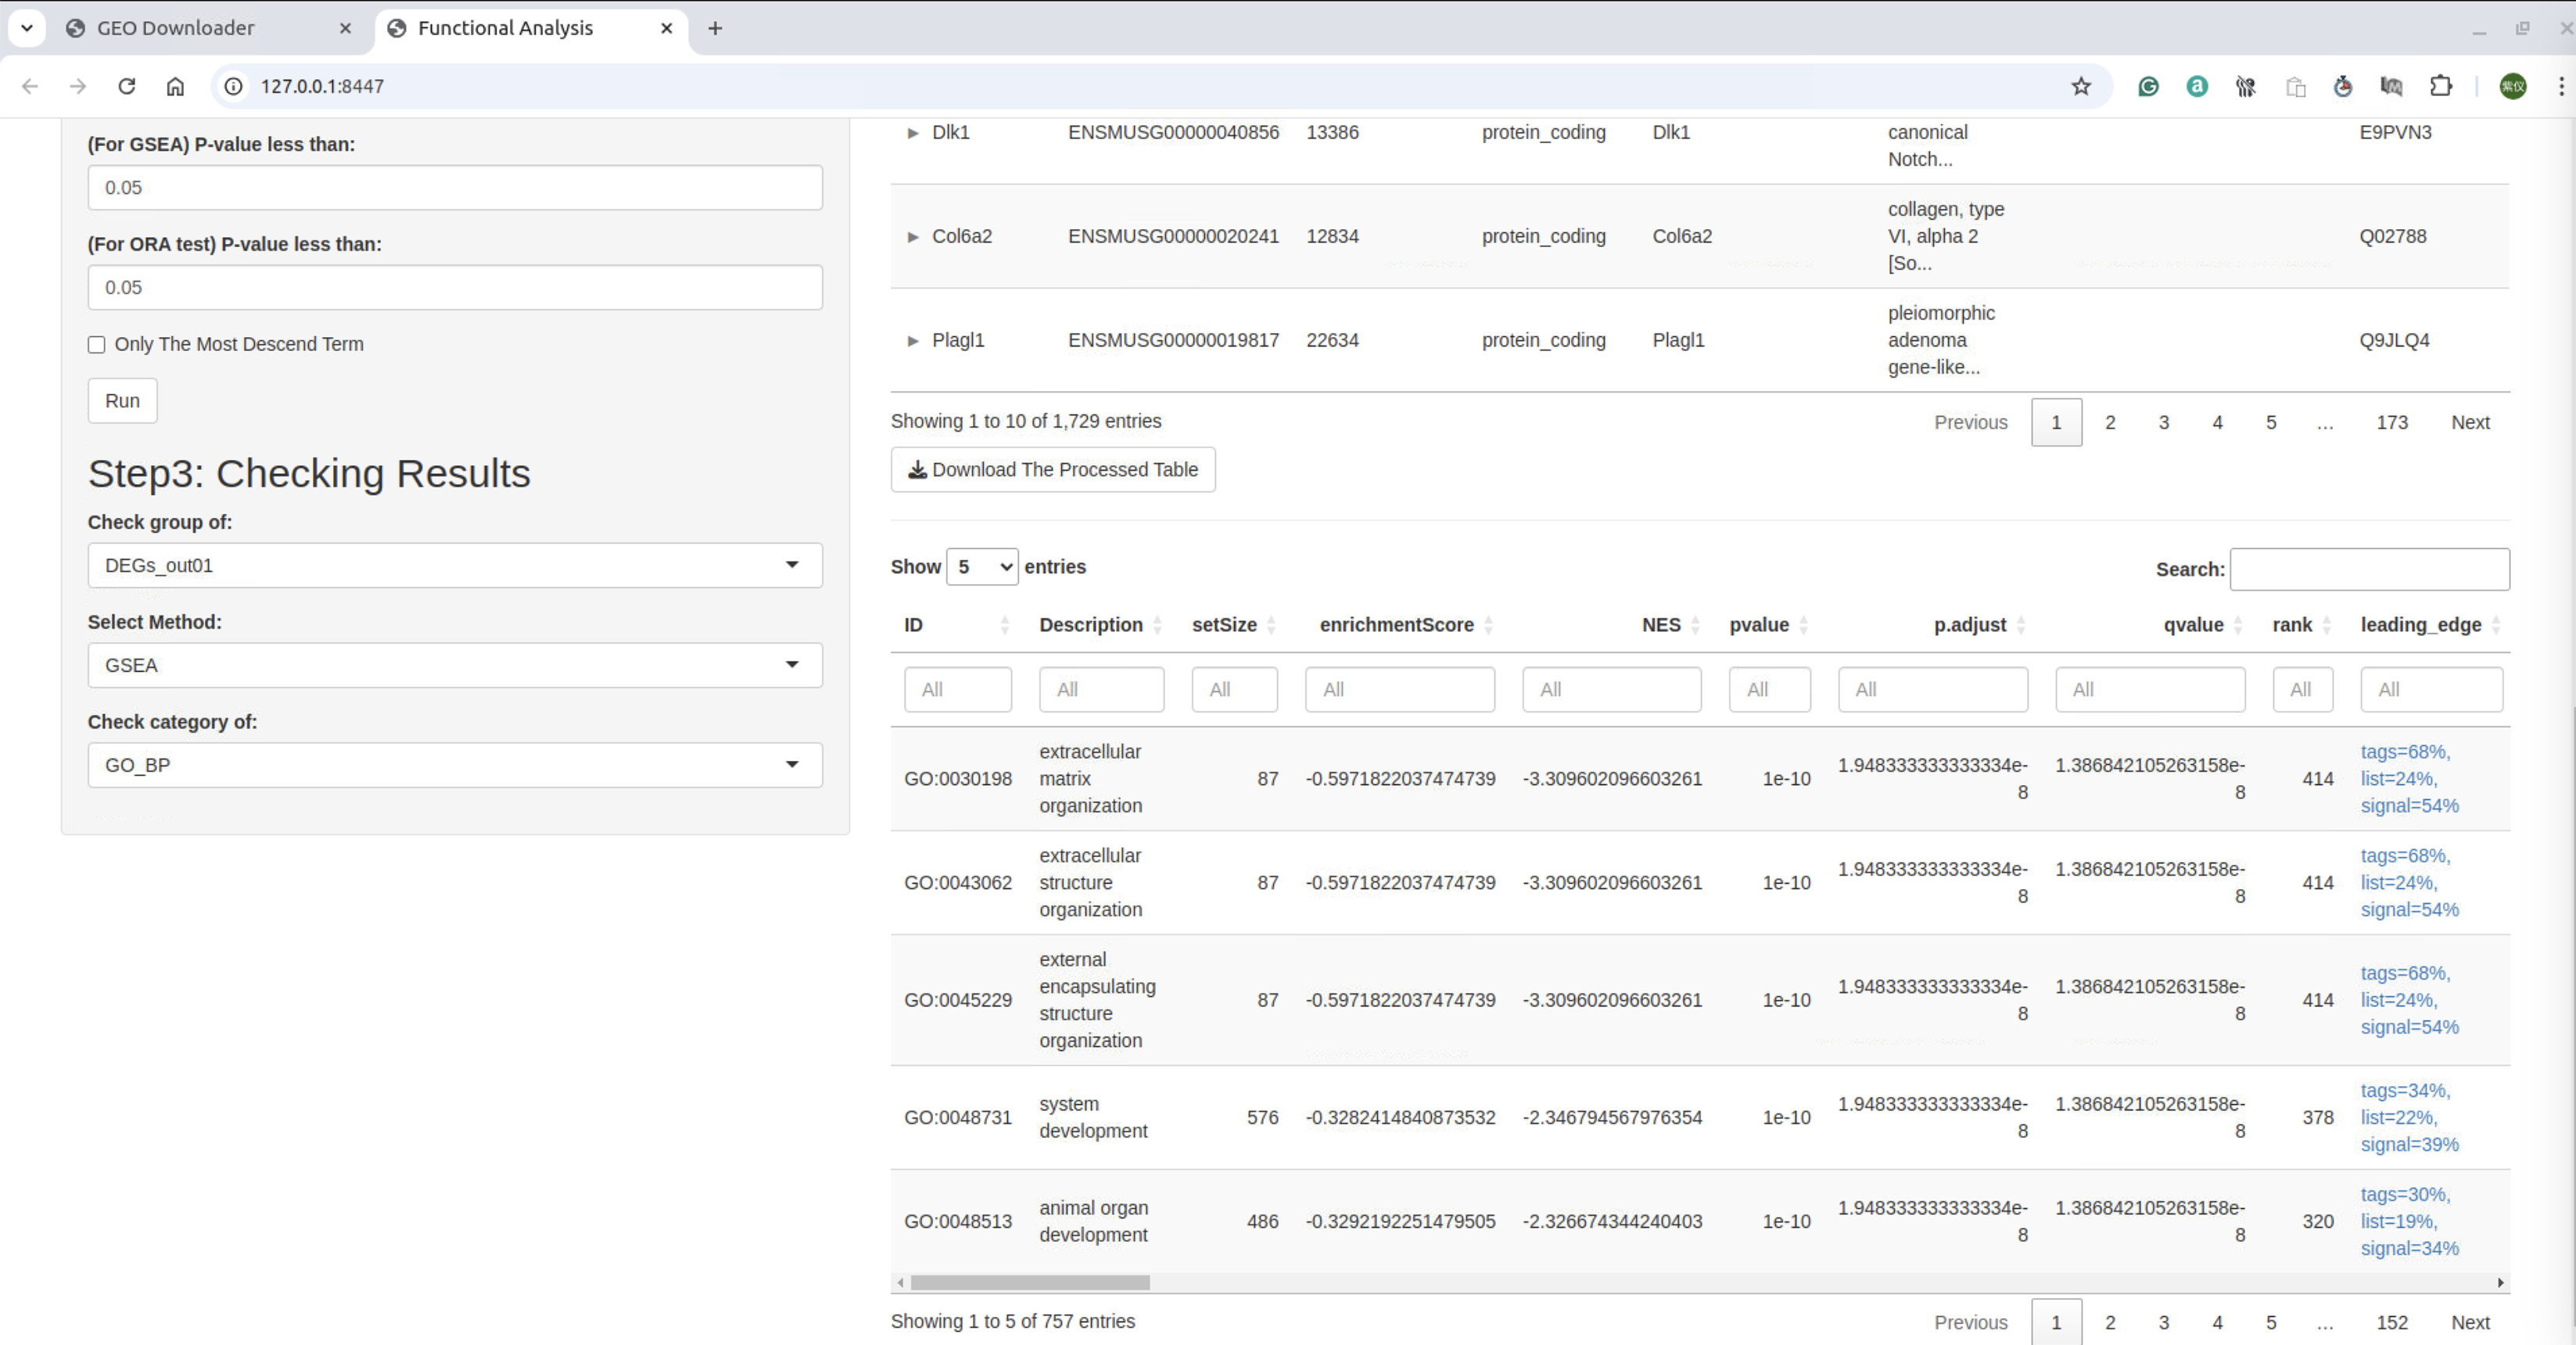 GEO Downloader
Functional Analysis
127.0.0.1:8447
紫仪
(For GSEA) P-value less than:
0.05
(For ORA test) P-value less than:
0.05
Only The Most Descend Term
Run
Step3: Checking Results
Check group of:
DEGs_out01
Select Method:
GSEA
Check category of:
GO_BP
Dlk1 ENSMUSG00000040856 13386 protein_coding Dlk1 canonical E9PVN3
Notch...
collagen, type
Col6a2 ENSMUSG00000020241 12834 protein_coding Col6a2 VI, alpha 2 Q02788
[So...
pleiomorphic
Plagl1 ENSMUSG00000019817 22634 protein_coding Plagl1 adenoma Q9JLQ4
gene-like...
Showing 1 to 10 of 1,729 entries Previous 1 2 3 4 5 ... 173 Next
Download The Processed Table
Show 5 entries Search:
ID Description setSize enrichmentScore NES pvalue p.adjust qvalue rank leading_edge
All All All All All All All All All All
extracellular 1.948333333333334e- 1.386842105263158e- tags=68%,
GO:0030198 matrix 87 -0.5971822037474739 -3.309602096603261 1e-10 414 list=24%,
organization 8 8 signal=54%
extracellular 1.948333333333334e- 1.386842105263158e- tags=68%,
GO:0043062 structure 87 -0.5971822037474739 -3.309602096603261 1e-10 414 list=24%,
organization 8 8 signal=54%
external
encapsulating 1.948333333333334e- 1.386842105263158e- tags=68%,
GO:0045229 87 -0.5971822037474739 -3.309602096603261 1e-10 414 list=24%,
structure 8 8 signal=54%
organization
system 1.948333333333334e- 1.386842105263158e- tags=34%,
GO:0048731 576 -0.3282414840873532 -2.346794567976354 1e-10 378 list=22%,
development 8 8 signal=39%
animal organ 1.948333333333334e- 1.386842105263158e- tags=30%,
GO:0048513 486 -0.3292192251479505 -2.326674344240403 1e-10 320 list=19%,
development 8 8 signal=34%
Showing 1 to 5 of 757 entries Previous 1 2 3 4 5 ... 152 Next